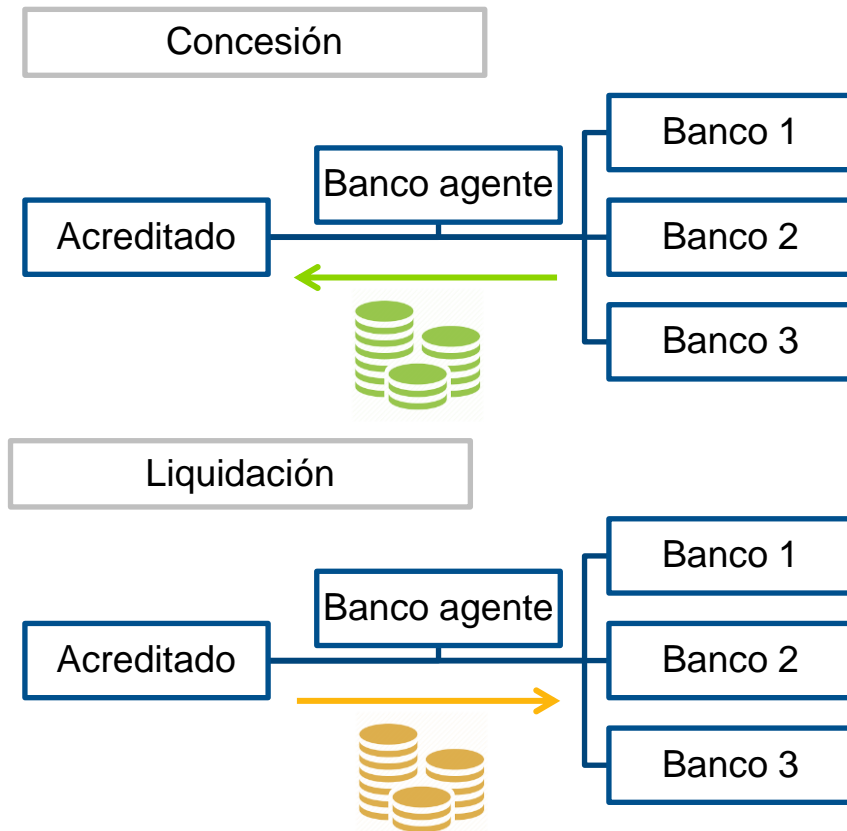 Concesión
Banco 1
Banco agente
Acreditado
Banco 2
Banco 3
Liquidación
Banco 1
Banco agente
Acreditado
Banco 2
Banco 3